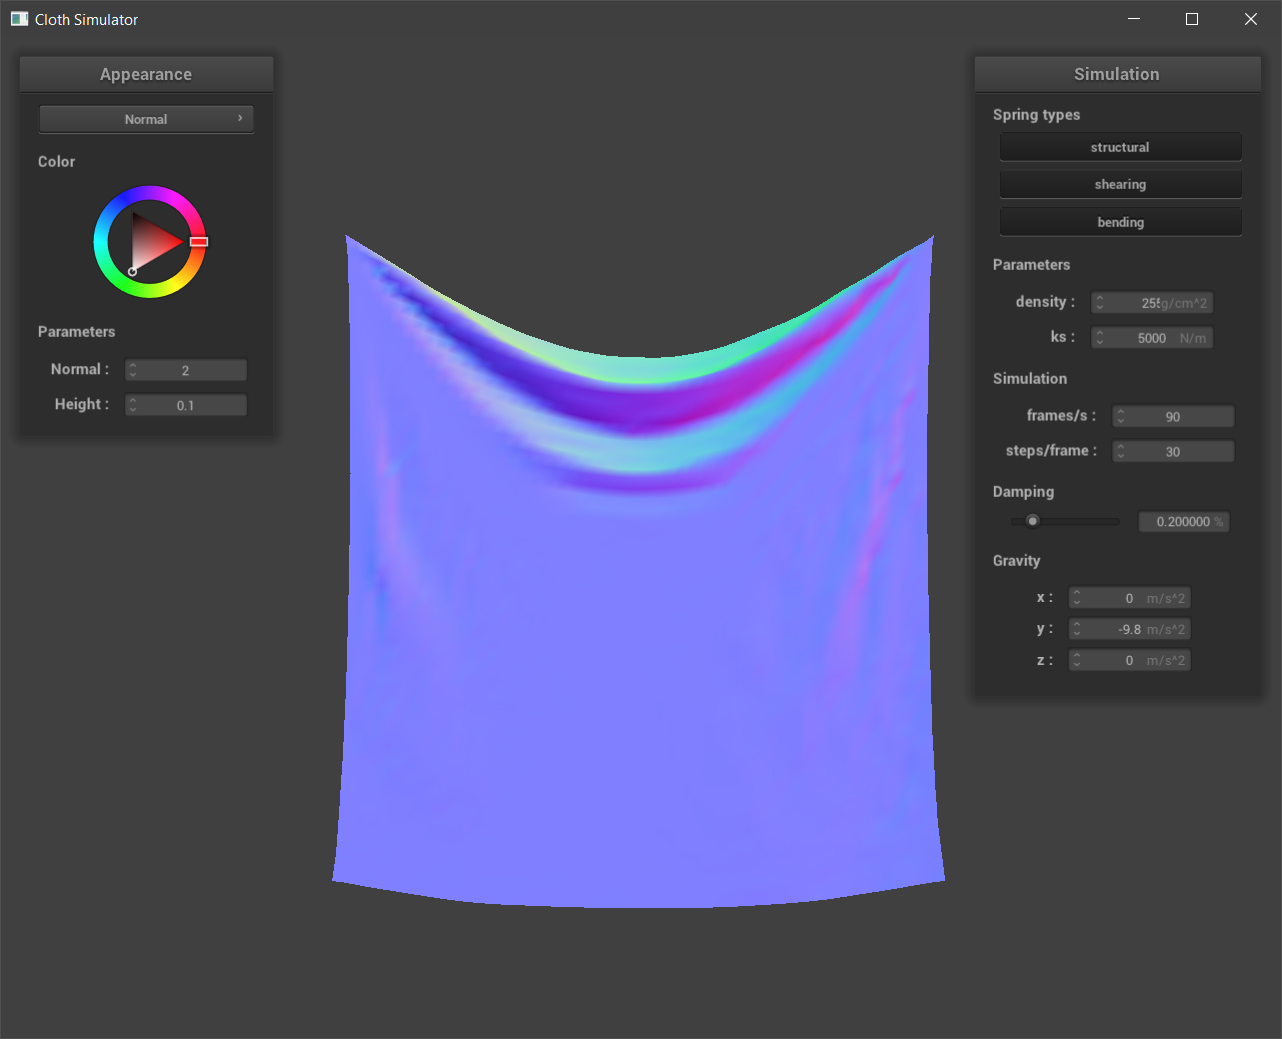 Cloth Simulator
Appearance
Normal
Color
Parameters
Normal : 2
Height : 0.1
Simulation
Spring types
structural
shearing
bending
Parameters
density : 255g/cm^2
ks : 5000 N/m
Simulation
frames/s : 90
steps/frame : 30
Damping
0.200000 %
Gravity
x : 0 m/s^2
y : -9.8 m/s^2
z : 0 m/s^2